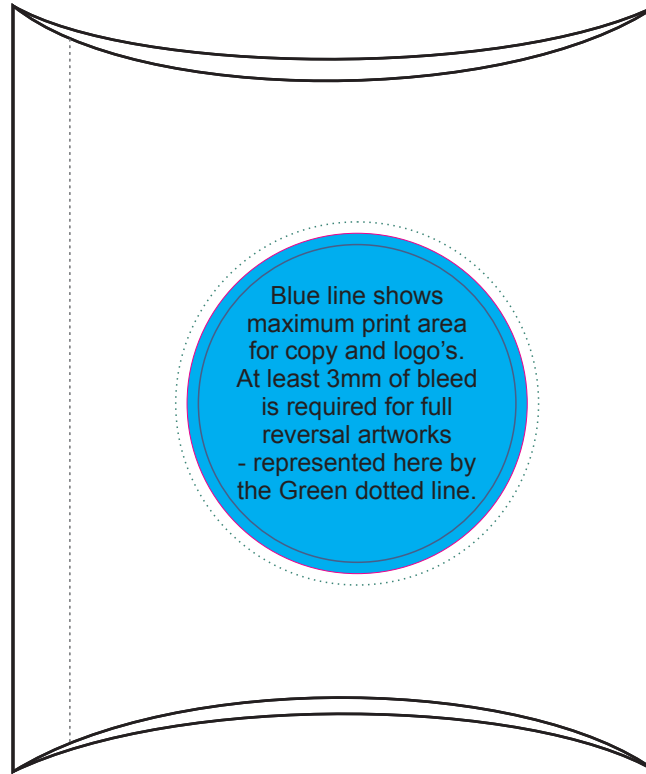 Blue line shows
maximum print area
for copy and logo's.
At least 3mm of bleed
is required for full
reversal artworks
- represented here by
the Green dotted line.